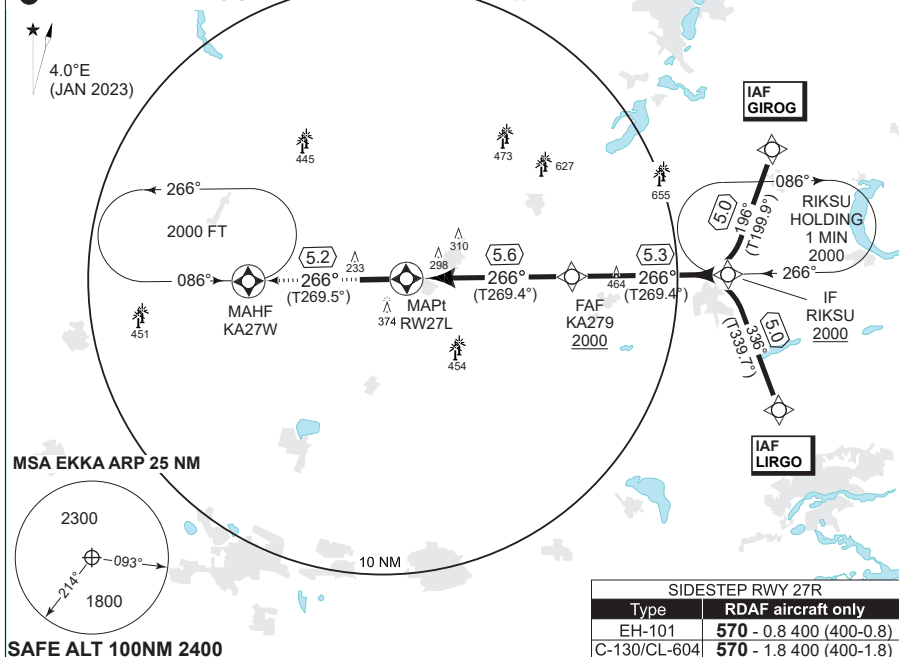 4.0°E
(JAN 2023)
445
473
627
655
IAF
GIROG
5.0
196°
(T199.9°)
086°
RIKSU
HOLDING
1 MIN
2000
266°
266°
2000 FT
086°
MAHF
KA27W
5.2
266°
(T269.5°)
233
374
298
310
MAPt
RW27L
5.6
266°
(T269.4°)
FAF
KA279
2000
5.3
266°
(T269.4°)
464
IF
RIKSU
2000
5.0
336°
(T339.7°)
IAF
LIRGO
451
454
10 NM
MSA EKKA ARP 25 NM
2300
093°
214°
1800
SAFE ALT 100NM 2400
SIDESTEP RWY 27R
Type RDAF aircraft only
EH-101 570 - 0.8 400 (400-0.8)
C-130/CL-604 570 - 1.8 400 (400-1.8)